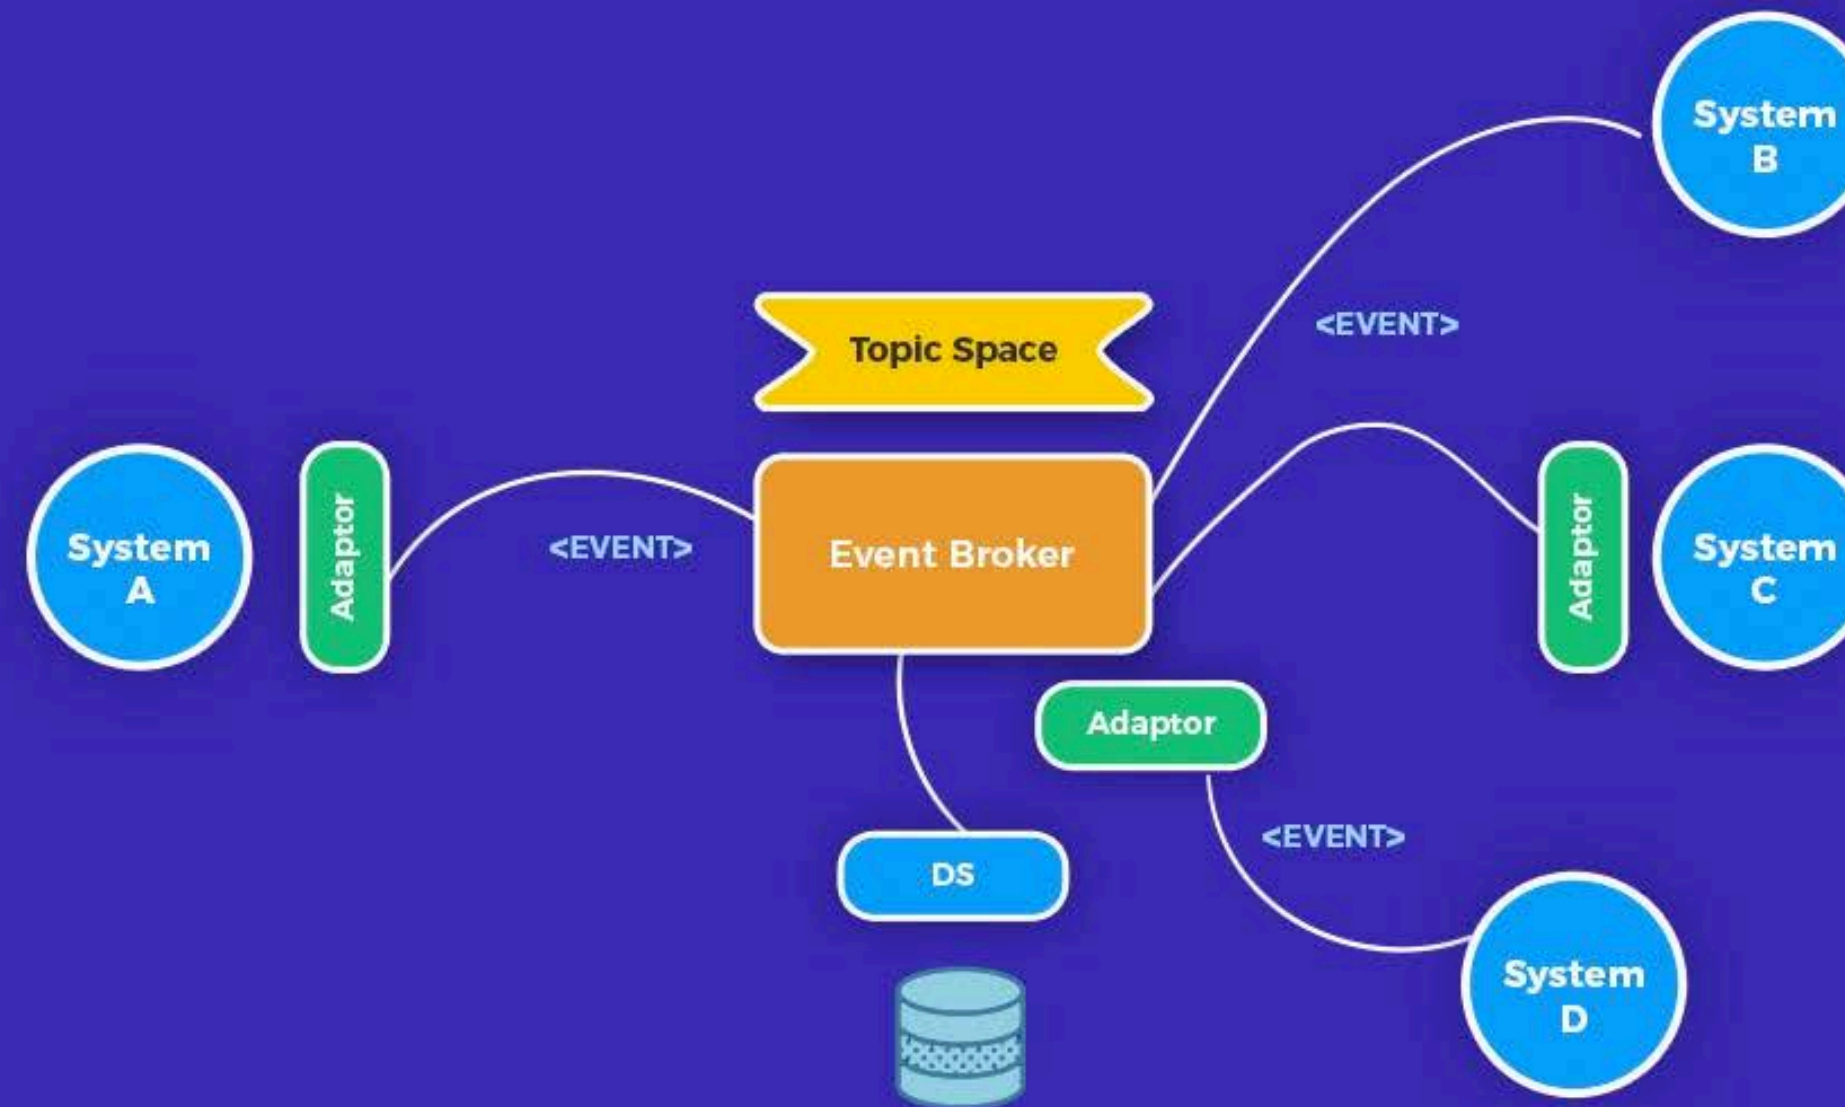 System
B
<EVENT>
Topic Space
System
A
Adaptor
<EVENT>
Event Broker
Adaptor
System
C
Adaptor
<EVENT>
DS
System
D